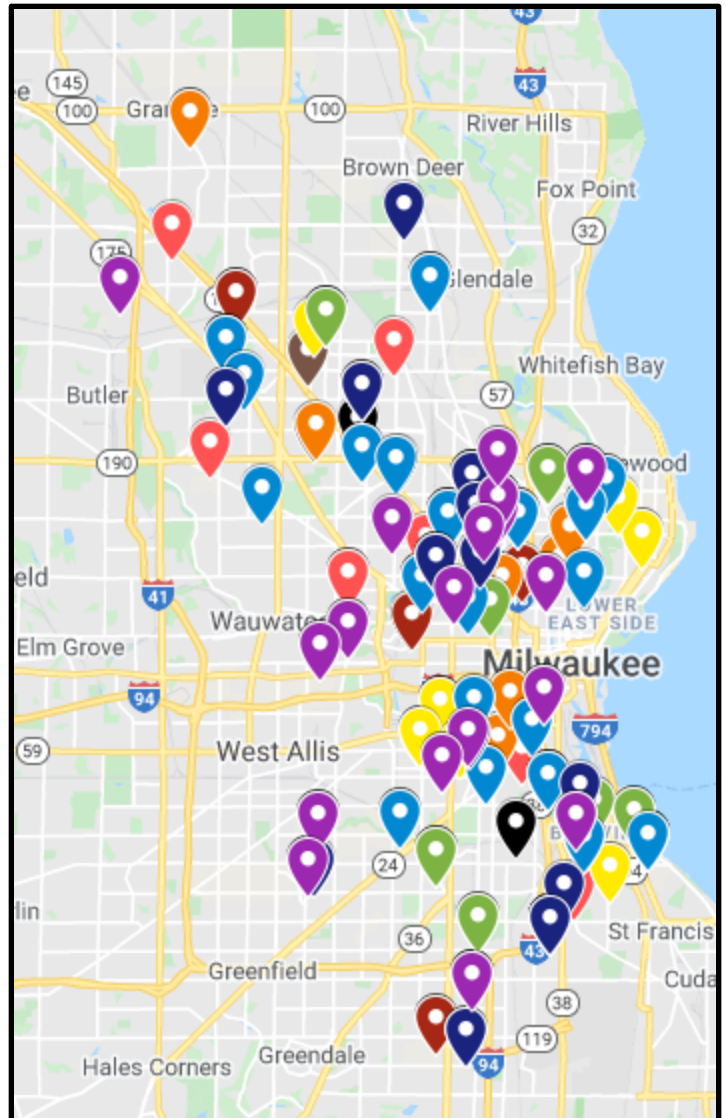 43
145
43
100
100
River Hills
Brown Deer
Fox Point
32
175
Glendale
Whitefish Bay
57
Butler
190
41
LOWER
EAST SIDE
Elm Grove
Milwaukee
94
794
59
West Allis
24
36
St Francis
43
Greenfield
38
119
Greendale
94
Hales Corners